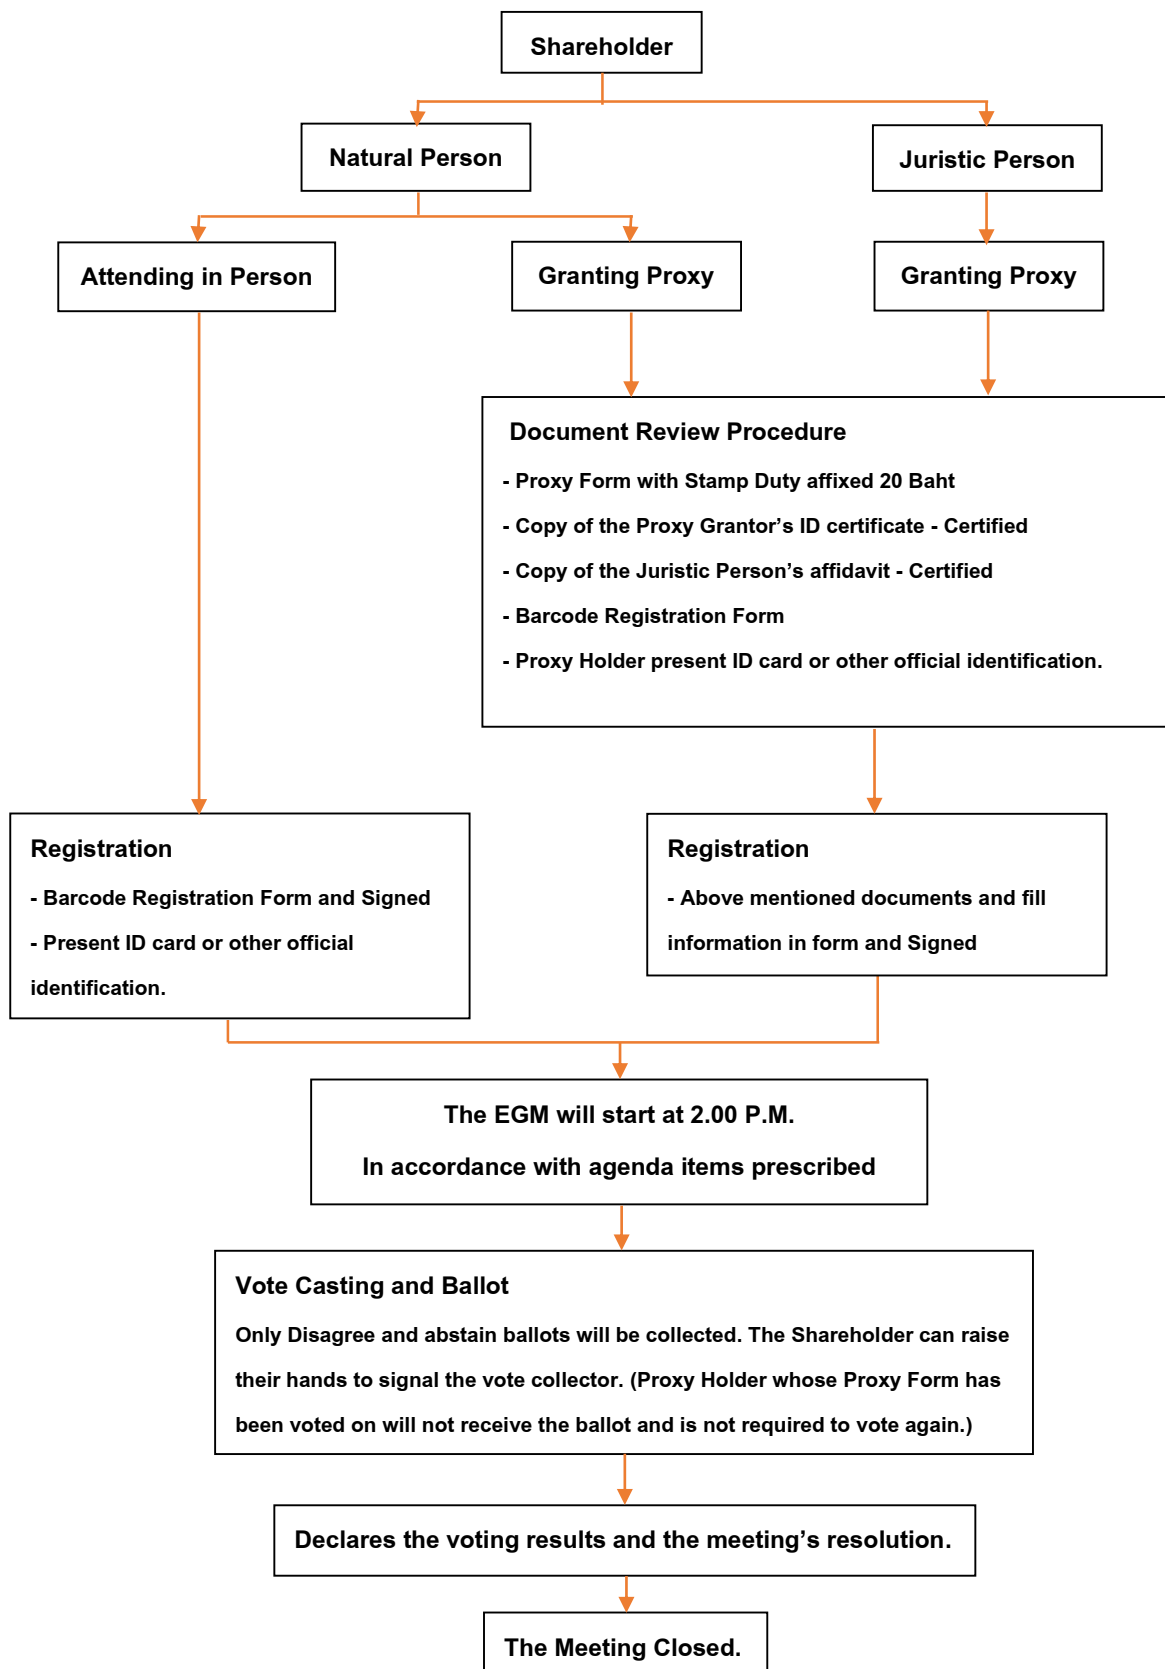 Shareholder
Natural Person
Juristic Person
Attending in Person
Granting Proxy
Granting Proxy
Document Review Procedure
- Proxy Form with Stamp Duty affixed 20 Baht
- Copy of the Proxy Grantor’s ID certificate - Certified
- Copy of the Juristic Person’s affidavit - Certified
- Barcode Registration Form
- Proxy Holder present ID card or other official identification.
Registration
- Barcode Registration Form and Signed
- Present ID card or other official
identification.
Registration
- Above mentioned documents and fill
information in form and Signed
The EGM will start at 2.00 P.M.
In accordance with agenda items prescribed
Vote Casting and Ballot
Only Disagree and abstain ballots will be collected. The Shareholder can raise
their hands to signal the vote collector. (Proxy Holder whose Proxy Form has
been voted on will not receive the ballot and is not required to vote again.)
Declares the voting results and the meeting’s resolution.
The Meeting Closed.